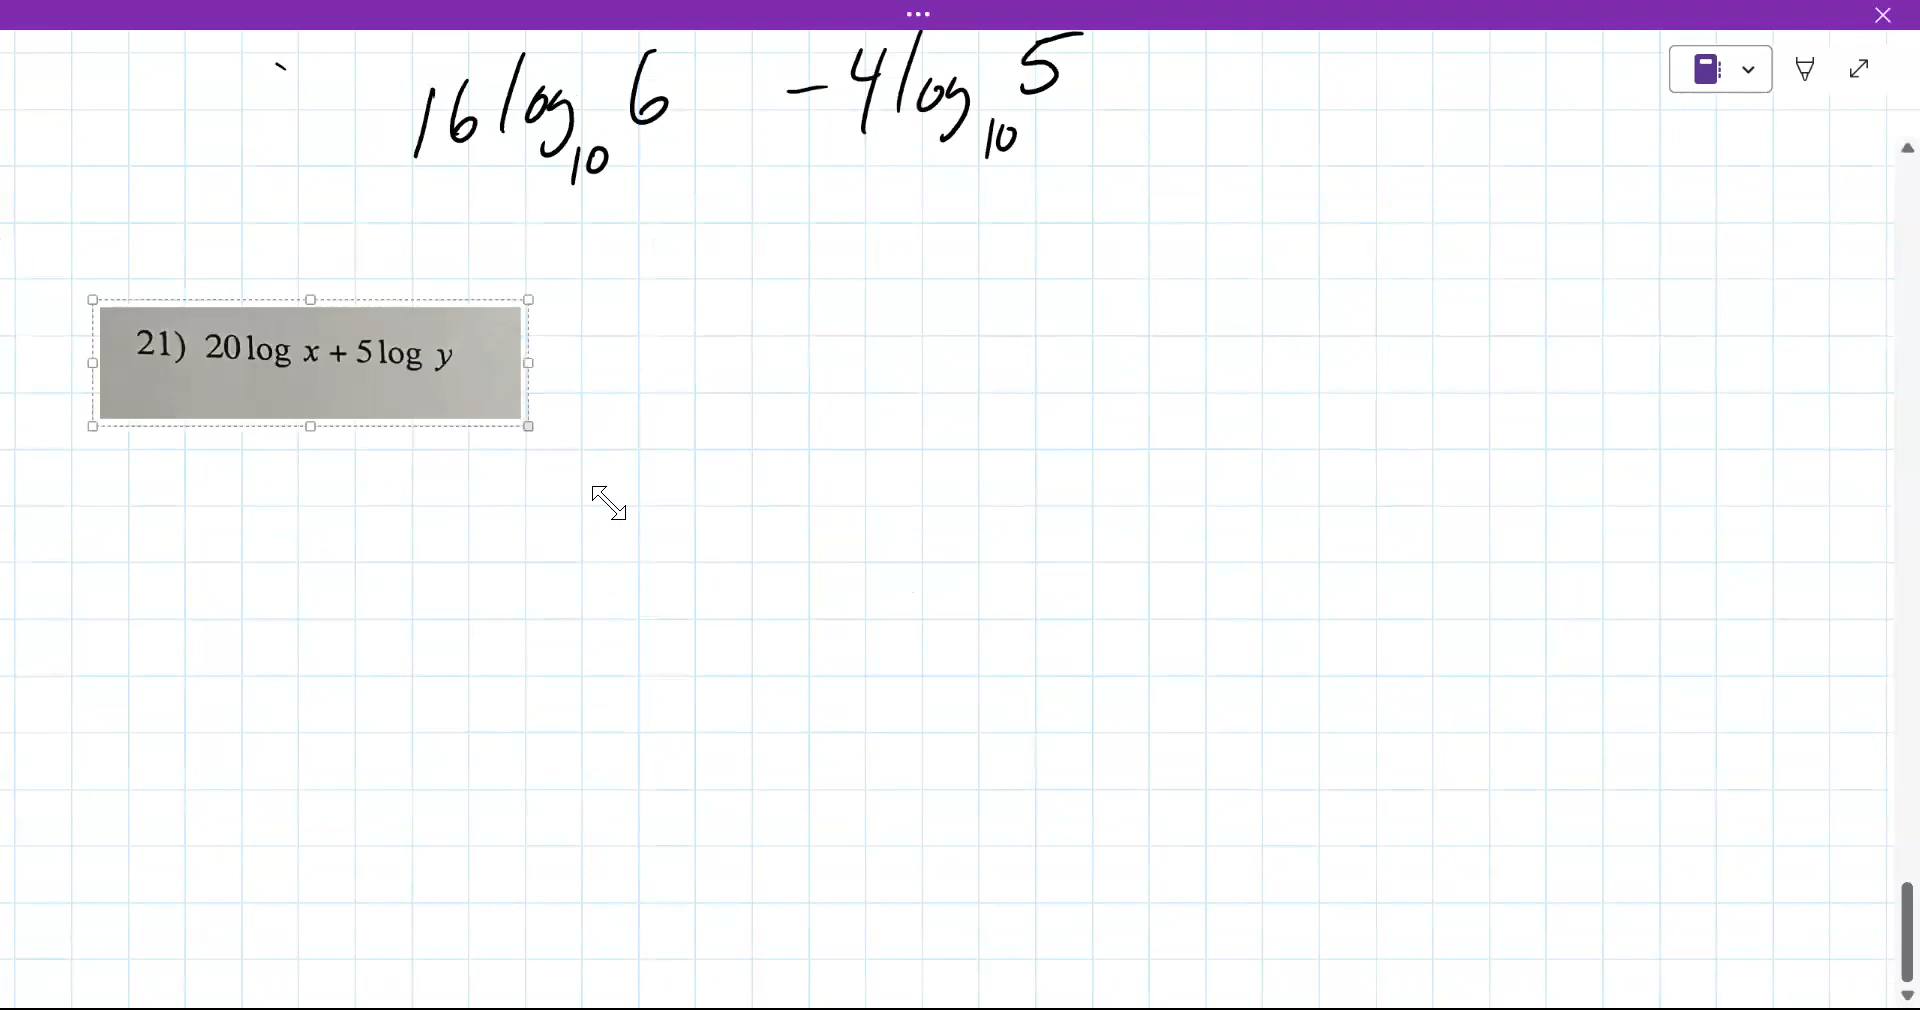 16 log₁₀ 6 - 4 log₁₀ 5
21) 20 log x + 5 log y